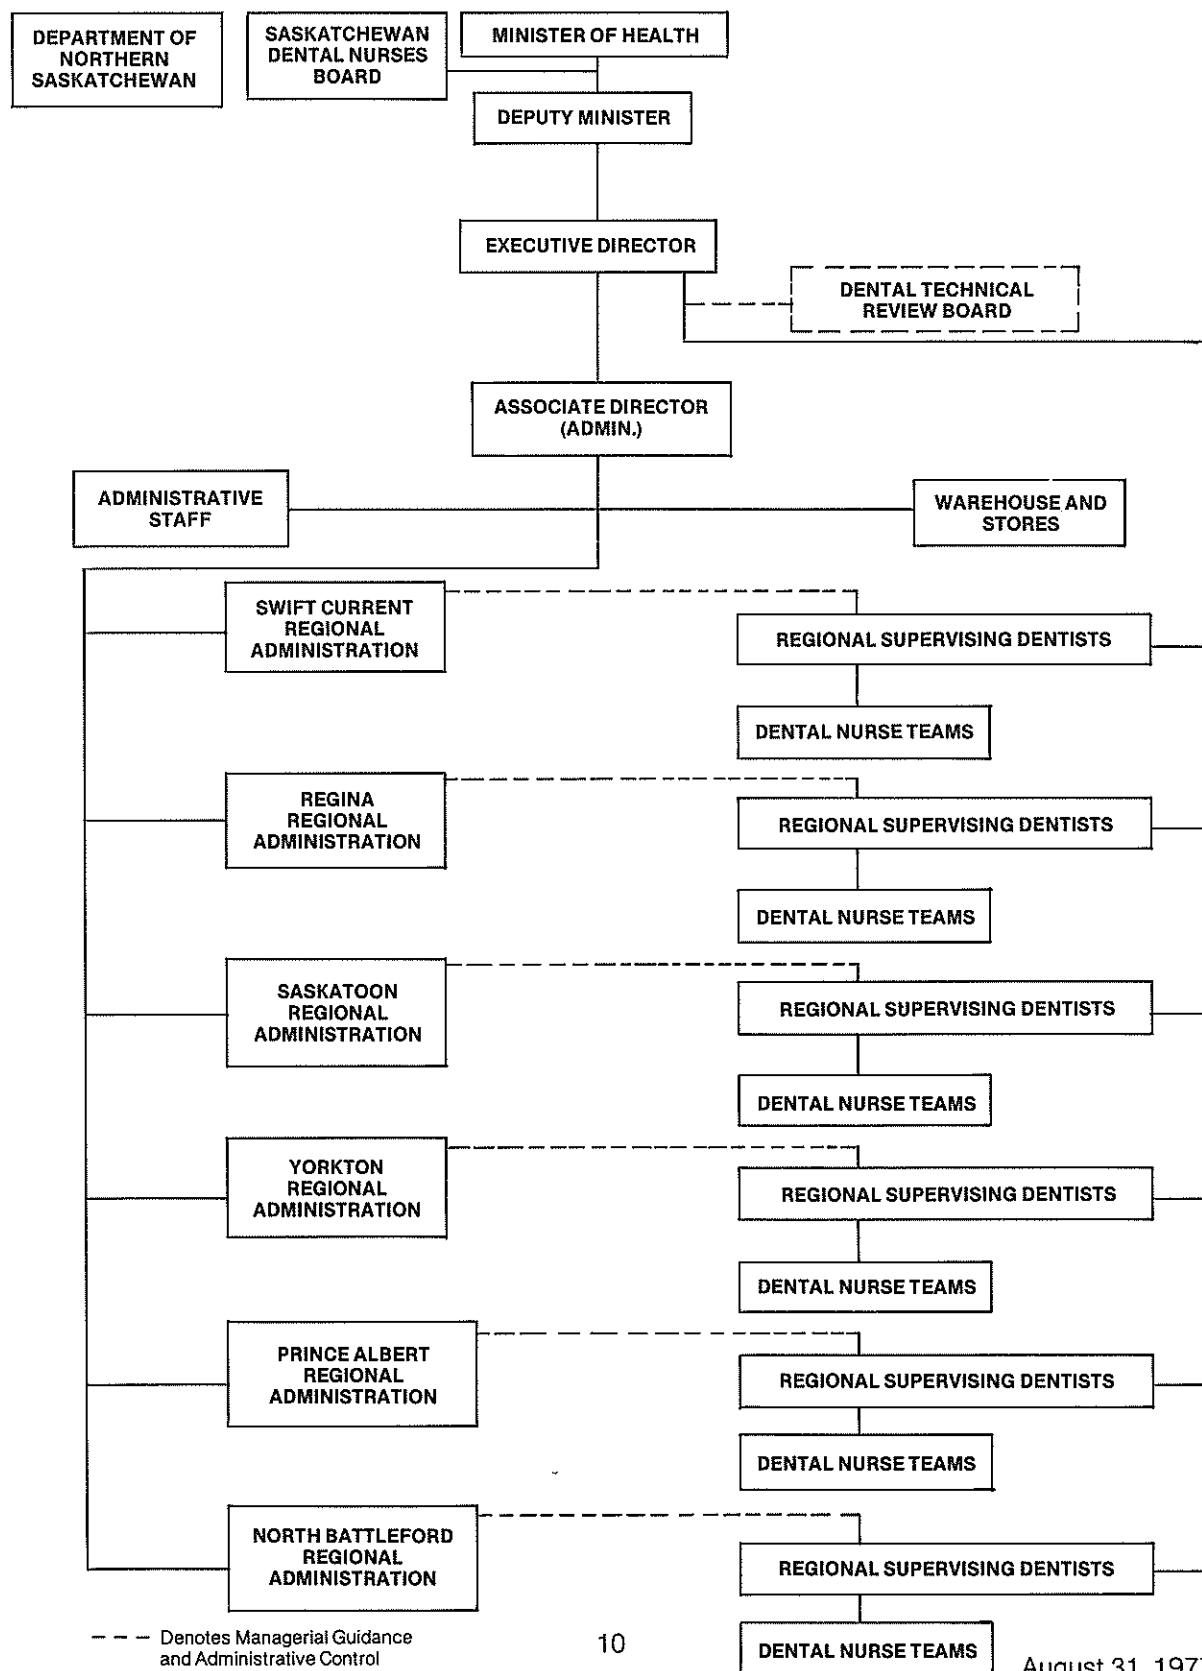 DEPARTMENT OF
NORTHERN
SASKATCHEWAN
SASKATCHEWAN
DENTAL NURSES
BOARD
MINISTER OF HEALTH
DEPUTY MINISTER
EXECUTIVE DIRECTOR
DENTAL TECHNICAL
REVIEW BOARD
ASSOCIATE DIRECTOR
(ADMIN.)
ADMINISTRATIVE
STAFF
WAREHOUSE AND
STORES
SWIFT CURRENT
REGIONAL
ADMINISTRATION
REGIONAL SUPERVISING DENTISTS
DENTAL NURSE TEAMS
REGINA
REGIONAL
ADMINISTRATION
REGIONAL SUPERVISING DENTISTS
DENTAL NURSE TEAMS
SASKATOON
REGIONAL
ADMINISTRATION
REGIONAL SUPERVISING DENTISTS
DENTAL NURSE TEAMS
YORKTON
REGIONAL
ADMINISTRATION
REGIONAL SUPERVISING DENTISTS
DENTAL NURSE TEAMS
PRINCE ALBERT
REGIONAL
ADMINISTRATION
REGIONAL SUPERVISING DENTISTS
DENTAL NURSE TEAMS
NORTH BATTLEFORD
REGIONAL
ADMINISTRATION
REGIONAL SUPERVISING DENTISTS
DENTAL NURSE TEAMS
--- Denotes Managerial Guidance
and Administrative Control
10
August 31, 197